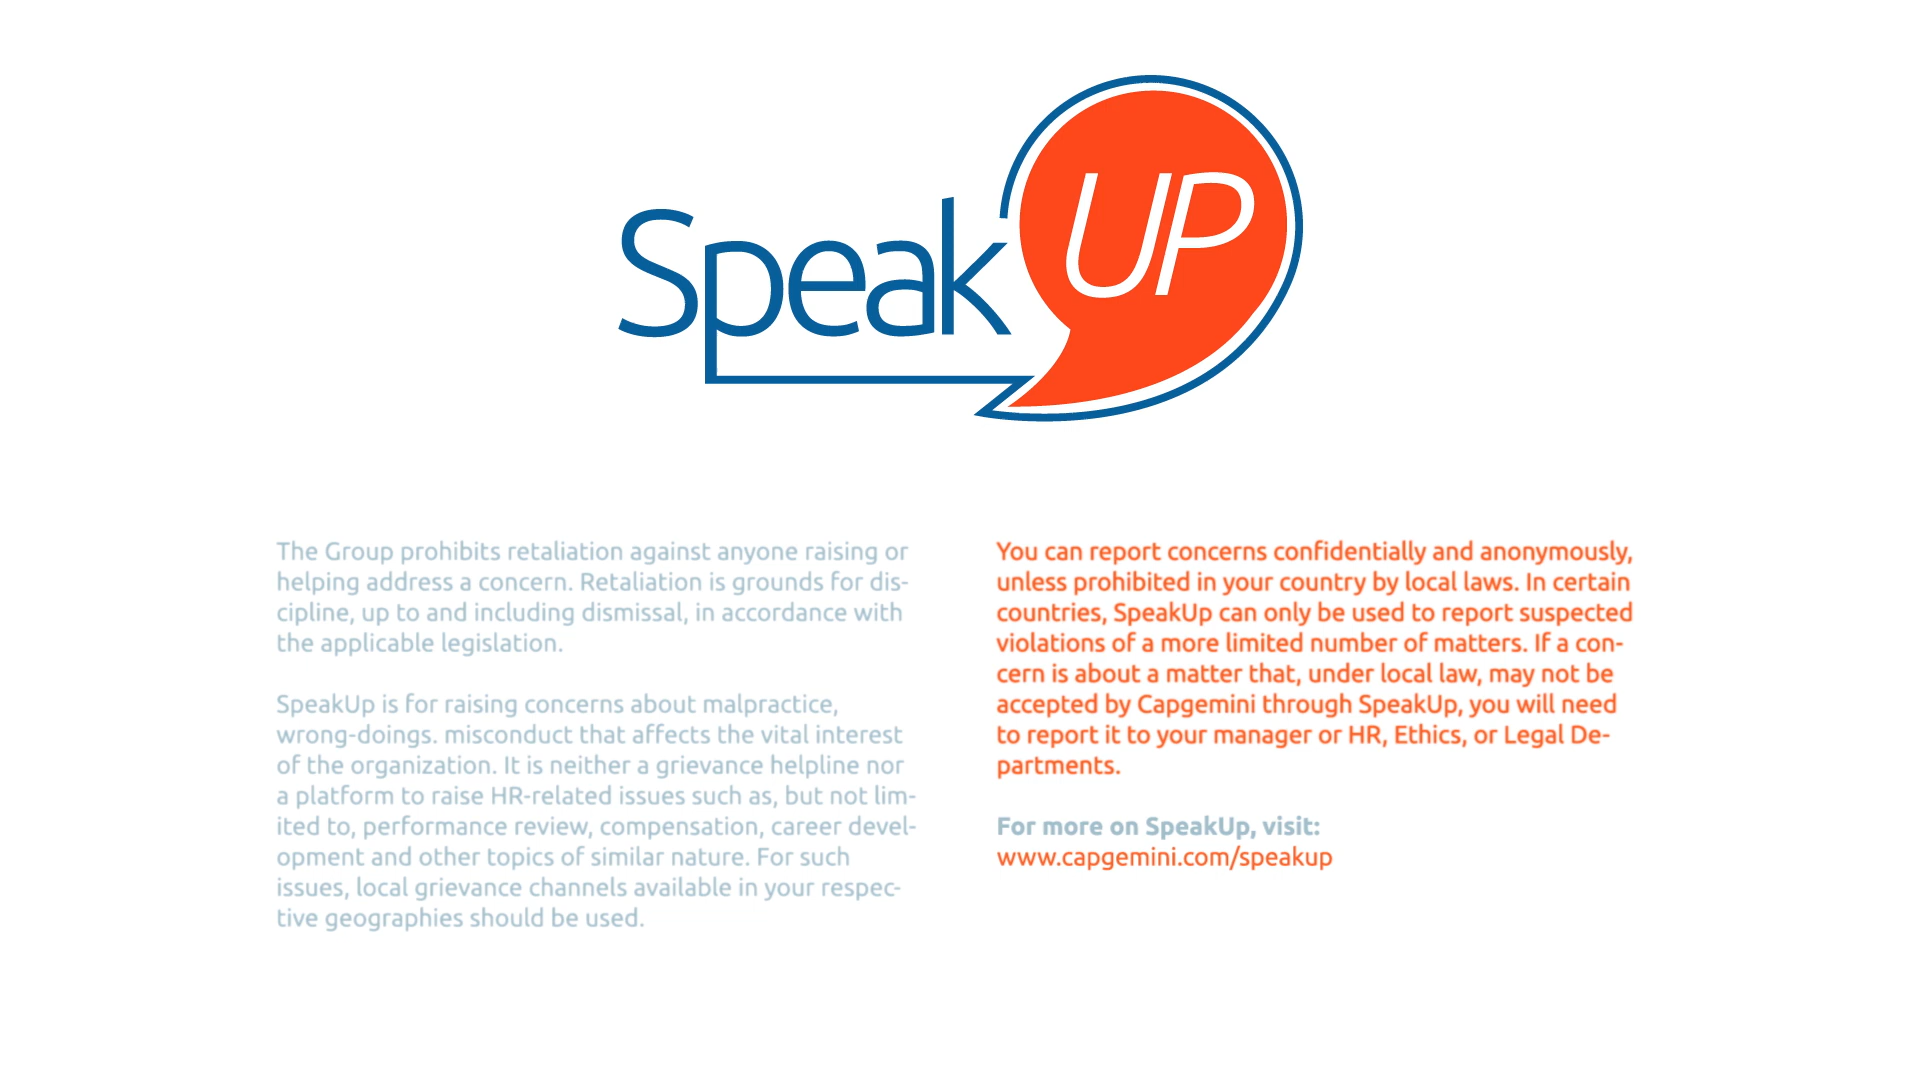 Speak UP
The Group prohibits retaliation against anyone raising or
helping address a concern. Retaliation is grounds for dis-
cipline, up to and including dismissal, in accordance with
the applicable legislation.
SpeakUp is for raising concerns about malpractice,
wrong-doings. misconduct that affects the vital interest
of the organization. It is neither a grievance helpline nor
a platform to raise HR-related issues such as, but not lim-
ited to, performance review, compensation, career devel-
opment and other topics of similar nature. For such
issues, local grievance channels available in your respec-
tive geographies should be used.
You can report concerns confidentially and anonymously,
unless prohibited in your country by local laws. In certain
countries, SpeakUp can only be used to report suspected
violations of a more limited number of matters. If a con-
cern is about a matter that, under local law, may not be
accepted by Capgemini through SpeakUp, you will need
to report it to your manager or HR, Ethics, or Legal De-
partments.
For more on SpeakUp, visit:
www.capgemini.com/speakup